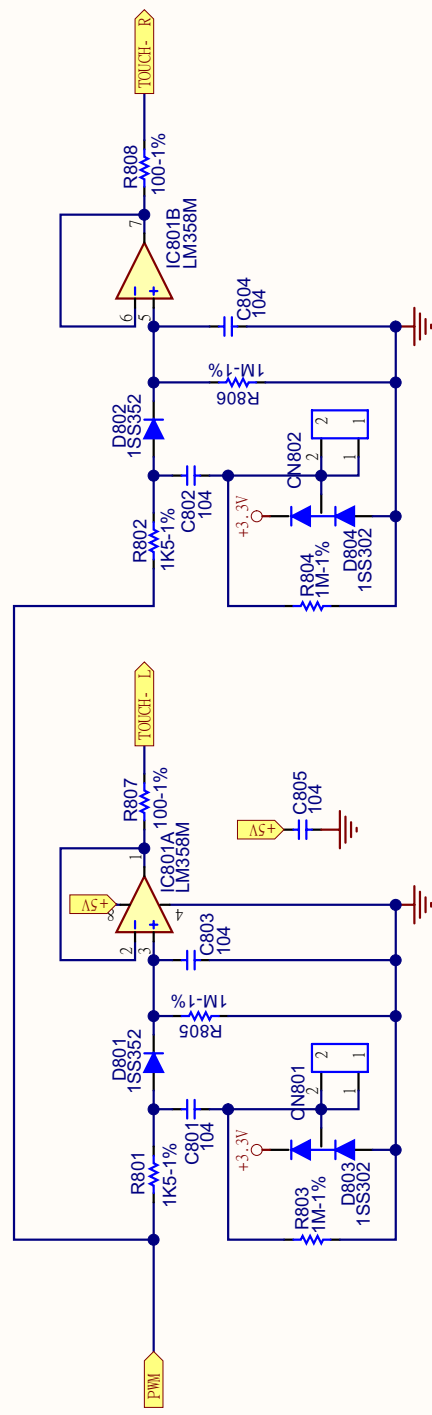 PWM
R801
1K5-1%
D801
1SS352
C801
104
R805
1M-1%
C803
104
+3.3V
R803
1M-1%
D803
1SS302
CN801
2
1
2
1
2
3
8
4
1
+5V
IC801A
LM358M
R807
100-1%
TOUCH- L
+5V
C805
104
R802
1K5-1%
D802
1SS352
C802
104
R806
1M-1%
C804
104
+3.3V
R804
1M-1%
D804
1SS302
CN802
2
1
2
1
6
5
7
IC801B
LM358M
R808
100-1%
TOUCH- R